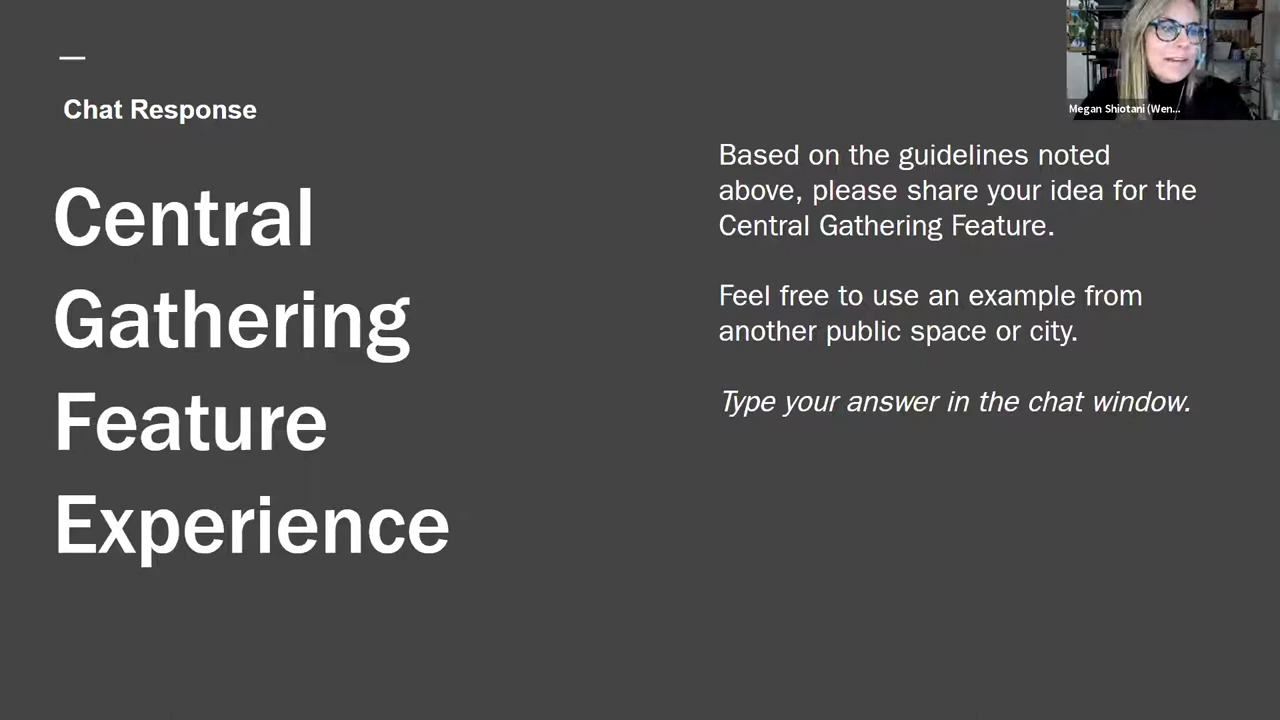 Chat Response
Central
Gathering
Feature
Experience
Based on the guidelines noted
above, please share your idea for the
Central Gathering Feature.
Feel free to use an example from
another public space or city.
Type your answer in the chat window.
Megan Shiotani (Wen...